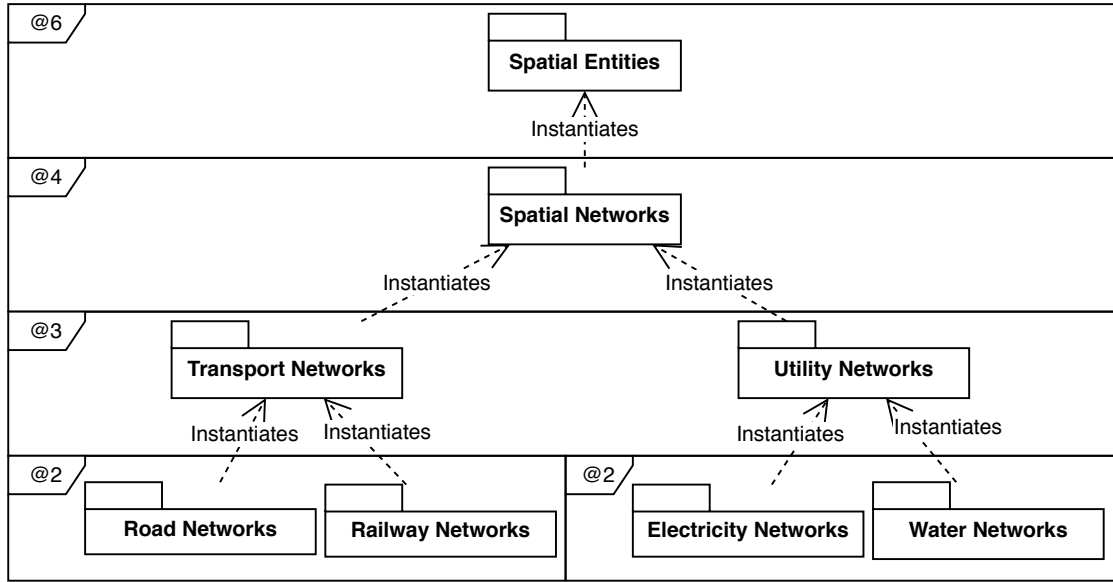 @6
Spatial Entities
Instantiates
@4
Spatial Networks
Instantiates
Instantiates
@3
Transport Networks
Utility Networks
Instantiates
Instantiates
Instantiates
Instantiates
@2
@2
Road Networks
Railway Networks
Electricity Networks
Water Networks